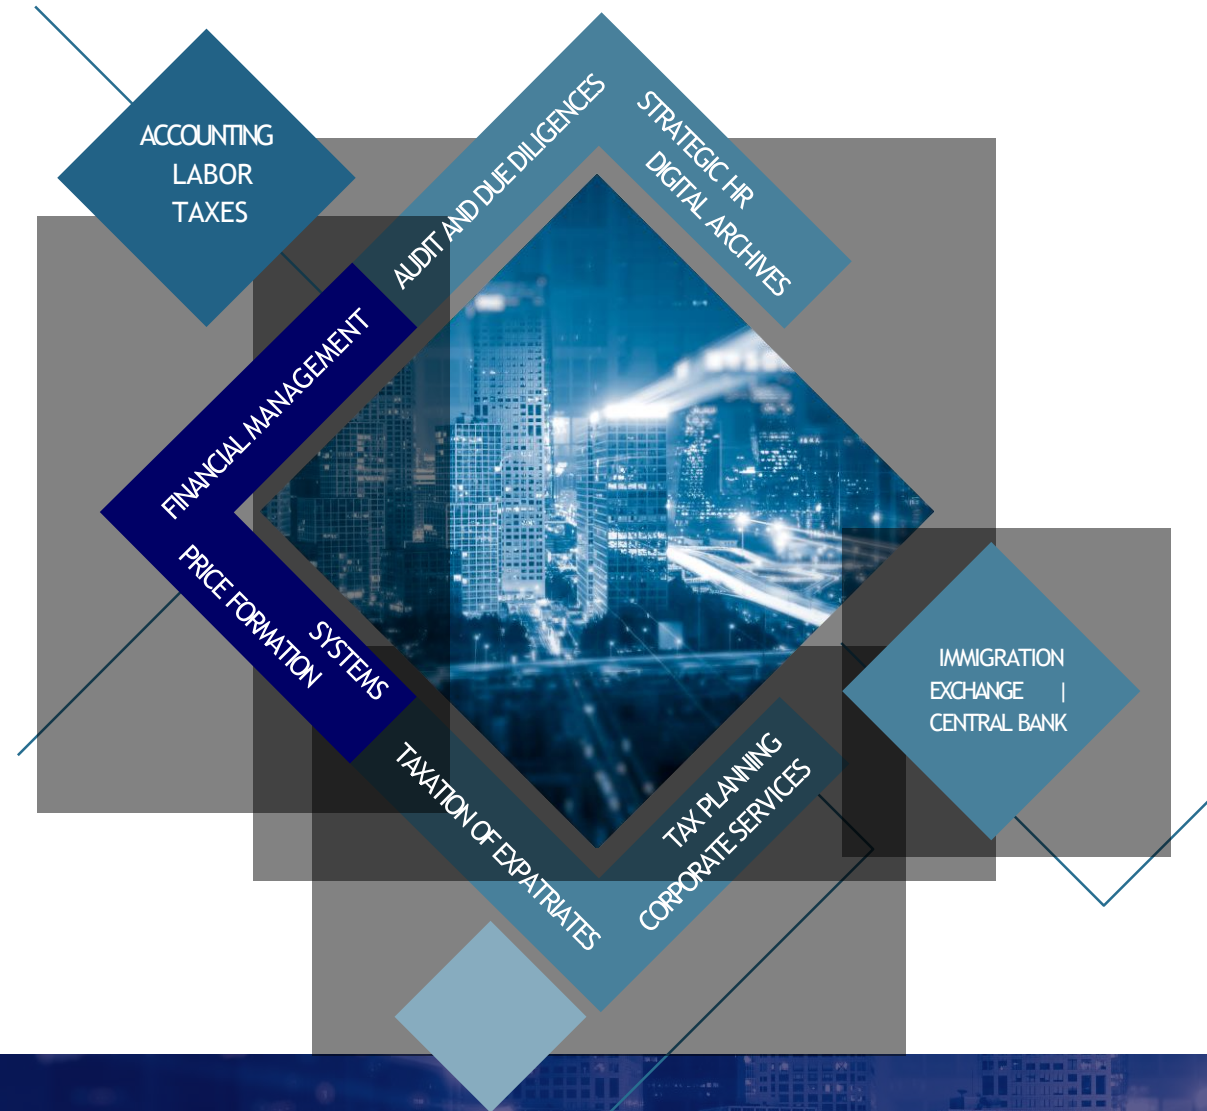 ACCOUNTING
LABOR
TAXES
AUDIT AND DUE DILIGENCES
STRATEGIC HR
DIGITAL ARCHIVES
FINANCIAL MANAGEMENT
SYSTEMS
PRICE FORMATION
TAXATION OF EXPATRIATES
TAX PLANNING
CORPORATE SERVICES
IMMIGRATION
EXCHANGE |
CENTRAL BANK